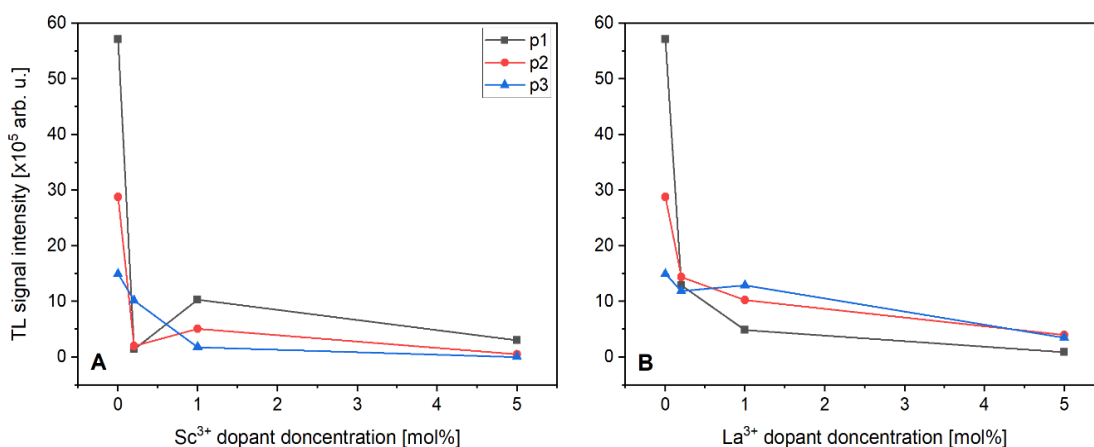 TL signal intensity [x10⁵ arb. u.]
60
50
40
30
20
10
0
p1
p2
p3
A
0 1 2 3 4 5
Sc³⁺ dopant doncentration [mol%]
60
50
40
30
20
10
0
B
0 1 2 3 4 5
La³⁺ dopant doncentration [mol%]